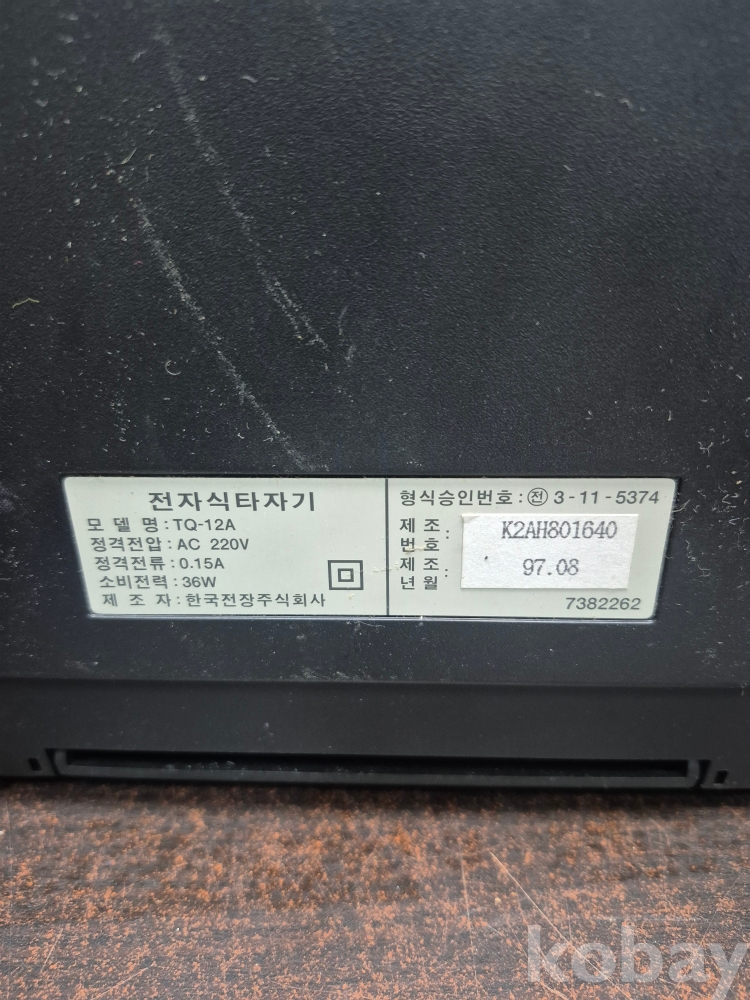 전자식타자기
모 델 명 : TQ-12A
정격전압 : AC 220V
정격전류 : 0.15A
소비전력 : 36W
제 조 자 : 한국전장주식회사
형식승인번호 : 전 3-11-5374
제 조 번 호 : K2AH801640
제 조 년 월 : 97.08
7382262
kobay